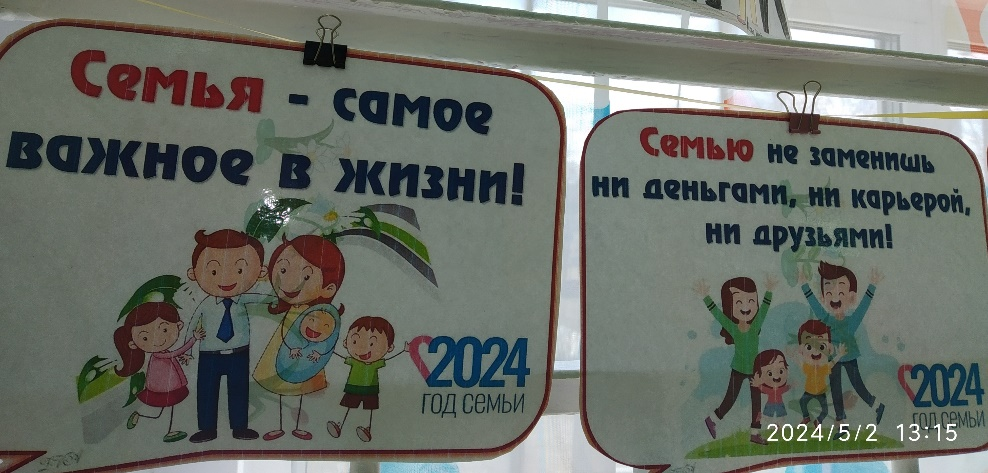 Семья - самое
важное в жизни!
2024
ГОД СЕМЬИ
Семью не заменишь
ни деньгами, ни карьерой,
ни друзьями!
2024
ГОД СЕМЬИ
2024/5/2 13:15